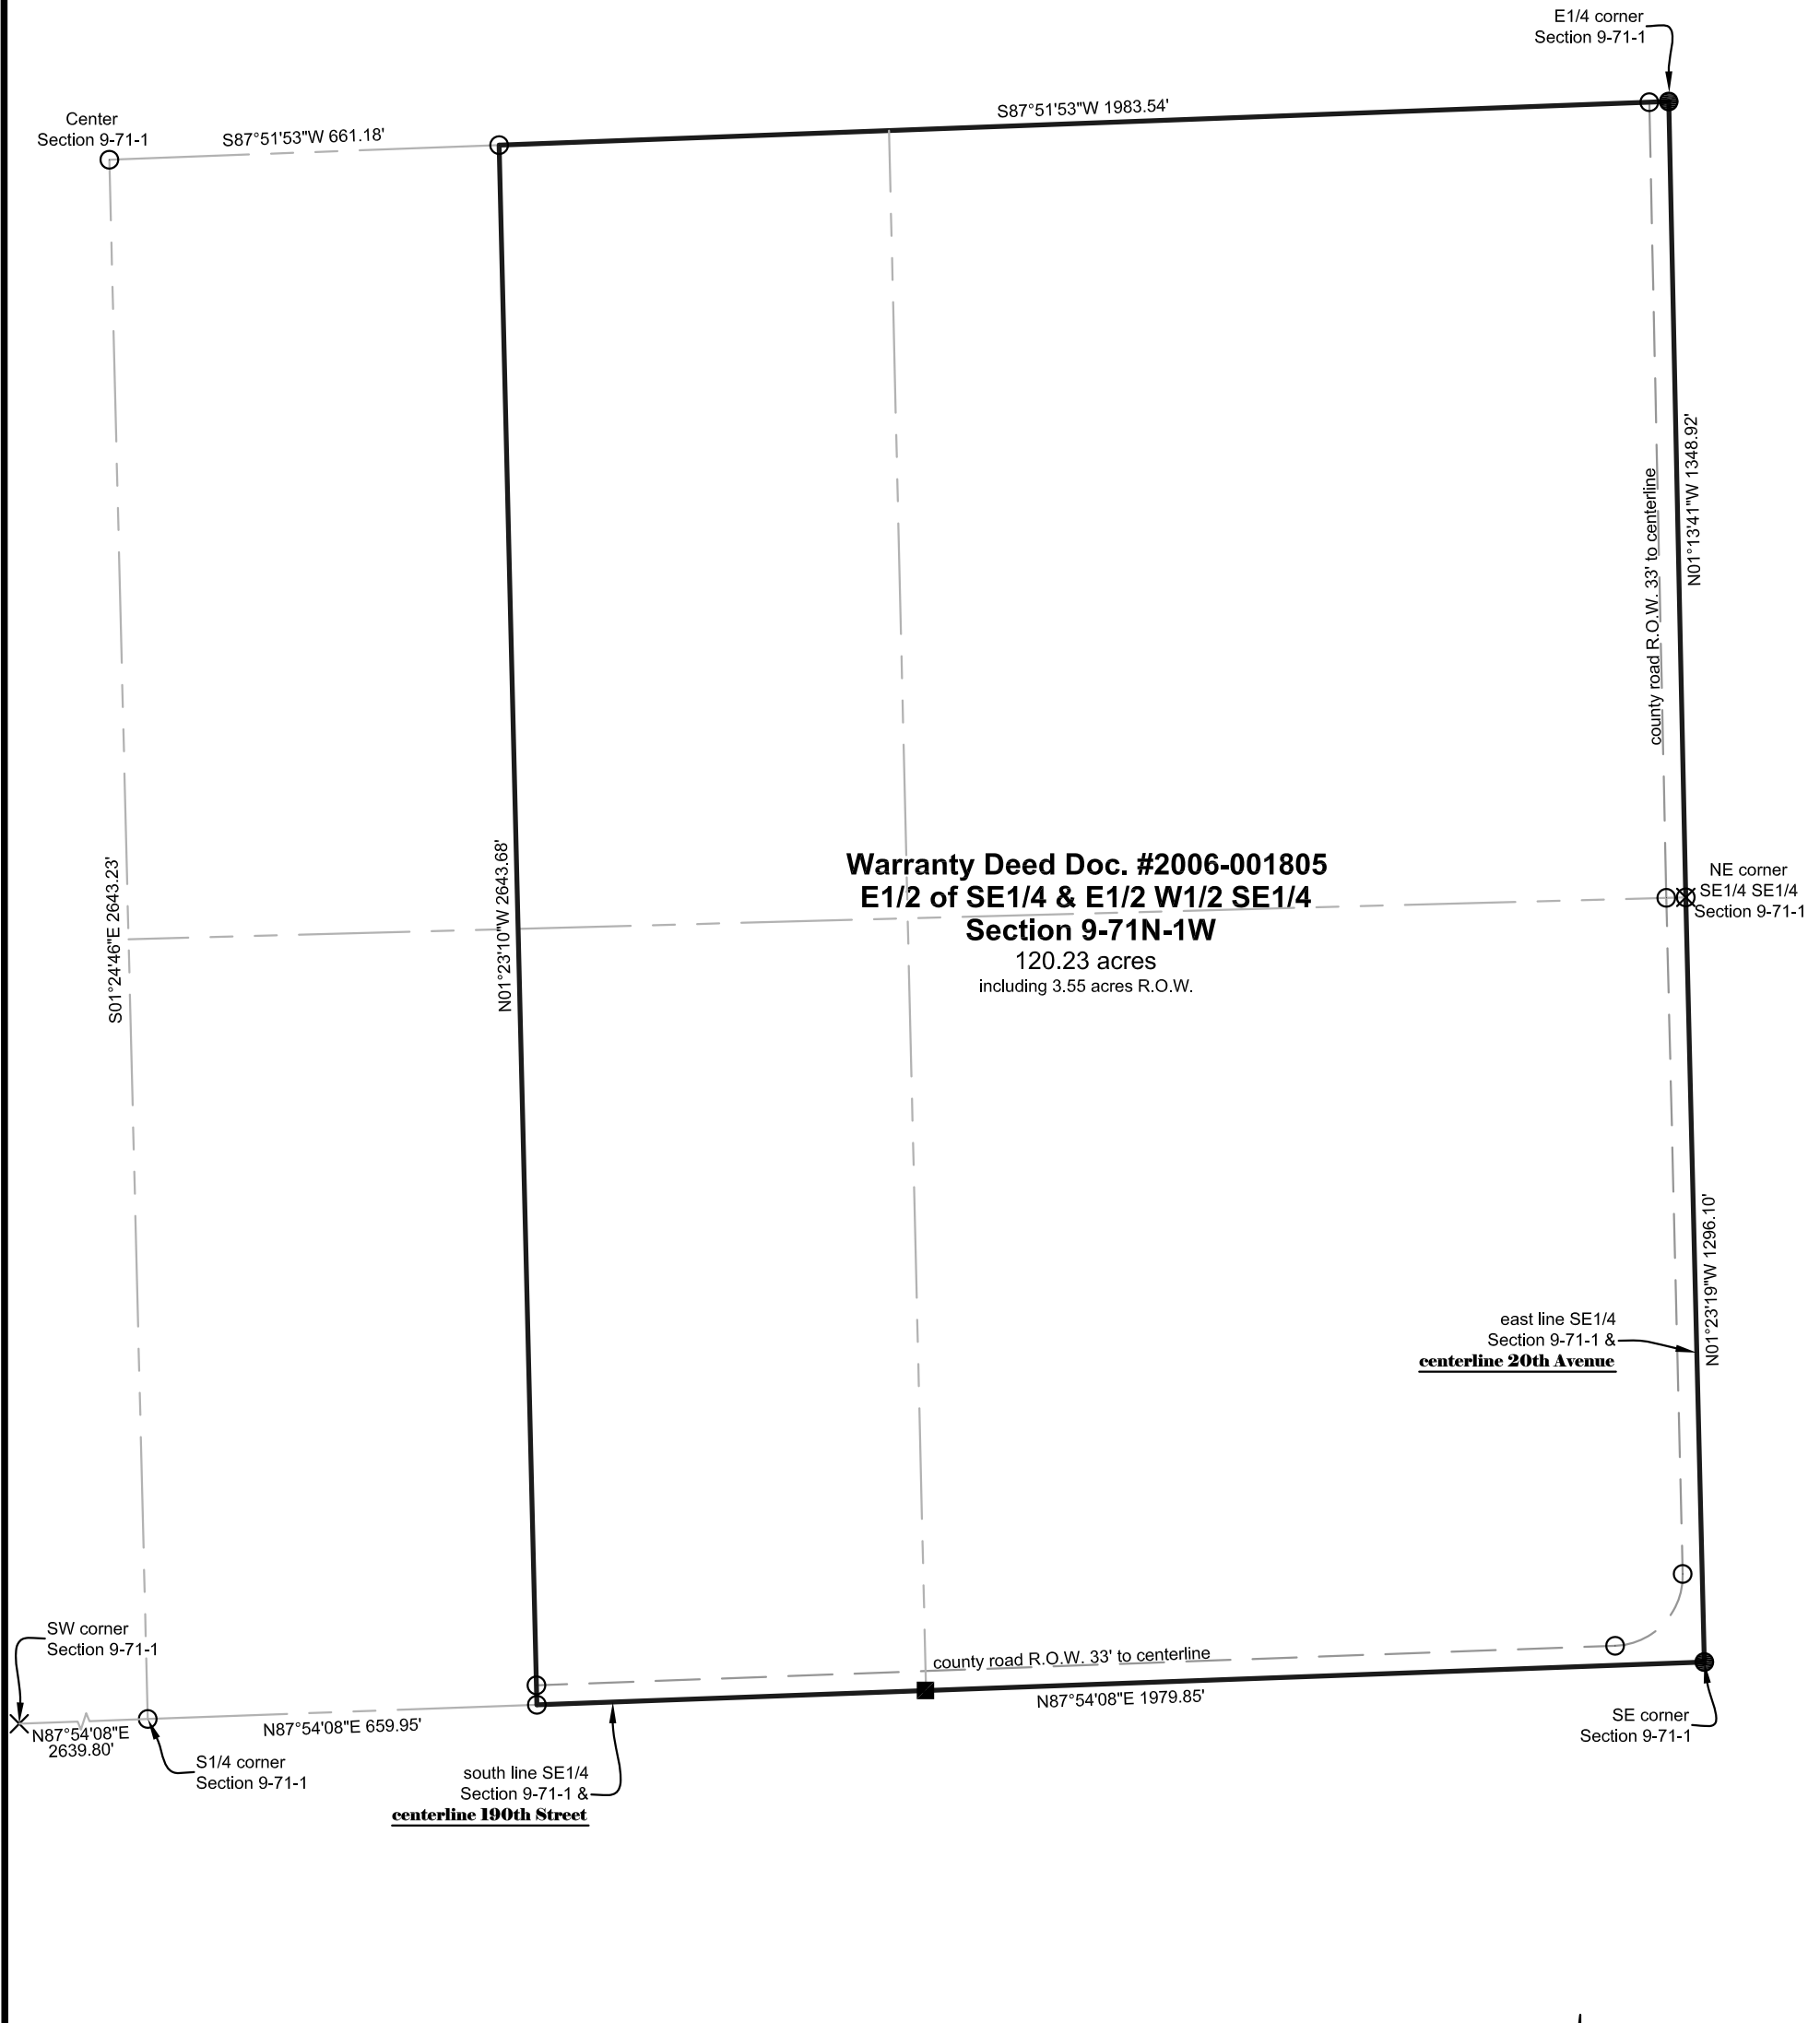 E1/4 corner
Section 9-71-1
Center
Section 9-71-1
S87°51'53"W 661.18'
S87°51'53"W 1983.54'
N01°13'41"W 1348.92'
county road R.O.W. 33' to centerline
S01°24'46"E 2643.23'
N01°23'10"W 2643.68'
Warranty Deed Doc. #2006-001805
E1/2 of SE1/4 & E1/2 W1/2 SE1/4
Section 9-71N-1W
120.23 acres
including 3.55 acres R.O.W.
NE corner
SE1/4 SE1/4
Section 9-71-1
N01°23'19"W 1296.10'
east line SE1/4
Section 9-71-1 &
centerline 20th Avenue
SW corner
Section 9-71-1
county road R.O.W. 33' to centerline
N87°54'08"E 1979.85'
N87°54'08"E
2639.80'
N87°54'08"E 659.95'
S1/4 corner
Section 9-71-1
SE corner
Section 9-71-1
south line SE1/4
Section 9-71-1 &
centerline 190th Street